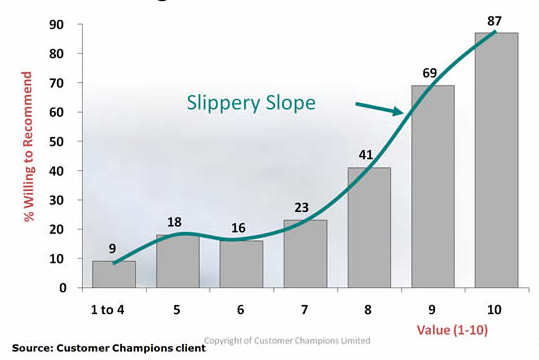 90
80
70
60
50
40
30
20
10
0
% Willing to Recommend
Slippery Slope
9
18
16
23
41
69
87
1 to 4 5 6 7 8 9 10
Value (1-10)
Copyright of Customer Champions Limited
Source: Customer Champions client